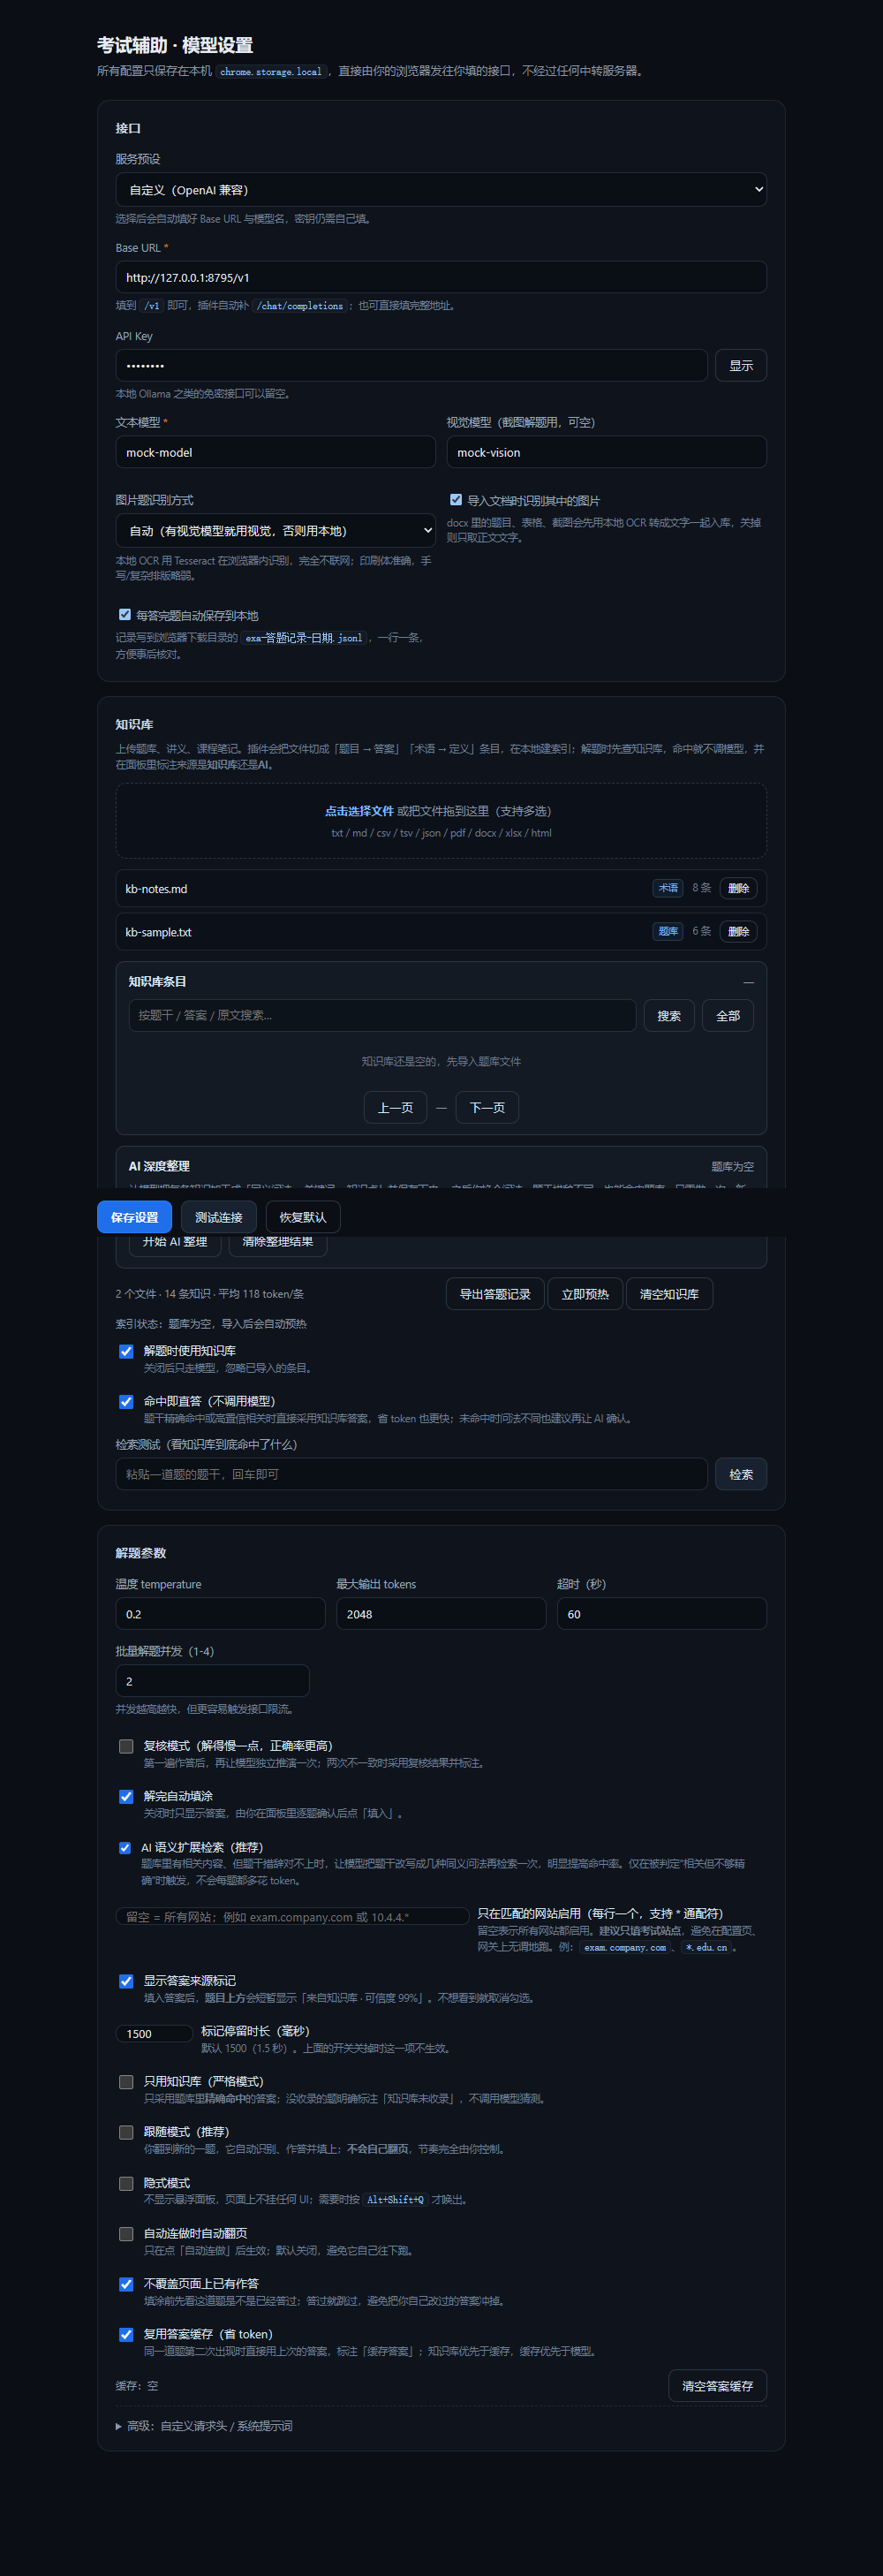 考试辅助 · 模型设置
所有配置只保存在本机 chrome.storage.local，直接由你的浏览器发往你填的接口，不经过任何中转服务器。
接口
服务预设
自定义（OpenAI 兼容）
选择后会自动填好 Base URL 与模型名，密钥仍需自己填。
Base URL *
http://127.0.0.1:8795/v1
填到 /v1 即可，插件自动补 /chat/completions；也可直接填完整地址。
API Key
••••••••
显示
本地 Ollama 之类的免密接口可以留空。
文本模型 *
视觉模型（截图解题用，可空）
mock-model
mock-vision
图片题识别方式
导入文档时识别其中的图片
自动（有视觉模型就用视觉，否则用本地）
docx 里的题目、表格、截图会先用本地 OCR 转成文字一起入库，关掉
则只取正文文字。
本地 OCR 用 Tesseract 在浏览器内识别，完全不联网；印刷体准确，手
写/复杂排版略弱。
每答完题自动保存到本地
记录写到浏览器下载目录的 exa-答题记录-日期.jsonl，一行一条，
方便事后核对。
知识库
上传题库、讲义、课程笔记。插件会把文件切成「题目 → 答案」「术语 → 定义」条目，在本地建索引；解题时先查知识库，命中就不调模型，并
在面板里标注来源是知识库还是AI。
点击选择文件 或把文件拖到这里（支持多选）
txt / md / csv / tsv / json / pdf / docx / xlsx / html
kb-notes.md
术语
8 条
删除
kb-sample.txt
题库
6 条
删除
知识库条目
—
按题干 / 答案 / 原文搜索...
搜索
全部
知识库还是空的，先导入题库文件
上一页
—
下一页
AI 深度整理
题库为空
保存设置
测试连接
恢复默认
开始 AI 整理
清除整理结果
2 个文件 · 14 条知识 · 平均 118 token/条
导出答题记录
立即预热
清空知识库
索引状态：题库为空，导入后会自动预热
解题时使用知识库
关闭后只走模型，忽略已导入的条目。
命中即直答（不调用模型）
题干精确命中或高置信相关时直接采用知识库答案，省 token 也更快；未命中时问法不同也建议再让 AI 确认。
检索测试（看知识库到底命中了什么）
粘贴一道题的题干，回车即可
检索
解题参数
温度 temperature
最大输出 tokens
超时（秒）
0.2
2048
60
批量解题并发（1-4）
2
并发越高越快，但更容易触发接口限流。
复核模式（解得慢一点，正确率更高）
第一遍作答后，再让模型独立推演一次；两次不一致时采用复核结果并标注。
解完自动填涂
关闭时只显示答案，由你在面板里逐题确认后点「填入」。
AI 语义扩展检索（推荐）
题库里有相关内容、但题干措辞对不上时，让模型把题干改写成几种同义问法再检索一次，明显提高命中率。仅在被判定"相关但不够精
确"时触发，不会每题都多花 token。
留空 = 所有网站；例如 exam.company.com 或 10.4.4.*
只在匹配的网站启用（每行一个，支持 * 通配符）
留空表示所有网站都启用。建议只填考试站点，避免在配置页、
网关上无谓地跑。例： exam.company.com、 *.edu.cn。
显示答案来源标记
填入答案后，题目上方会短暂显示「来自知识库 · 可信度 99%」。不想看到就取消勾选。
1500
标记停留时长（毫秒）
默认 1500（1.5 秒）。上面的开关关掉时这一项不生效。
只用知识库（严格模式）
只采用题库里精确命中的答案；没收录的题明确标注「知识库未收录」，不调用模型猜测。
跟随模式（推荐）
你翻到新的一题，它自动识别、作答并填上；不会自己翻页，节奏完全由你控制。
隐式模式
不显示悬浮面板，页面上不挂任何 UI；需要时按 Alt+Shift+Q 才唤出。
自动连做时自动翻页
只在点「自动连做」后生效；默认关闭，避免它自己往下跑。
不覆盖页面上已有作答
填涂前先看这道题是不是已经答过；答过就跳过，避免把你自己改过的答案冲掉。
复用答案缓存（省 token）
同一道题第二次出现时直接用上次的答案，标注「缓存答案」；知识库优先于缓存，缓存优先于模型。
缓存：空
清空答案缓存
高级：自定义请求头 / 系统提示词